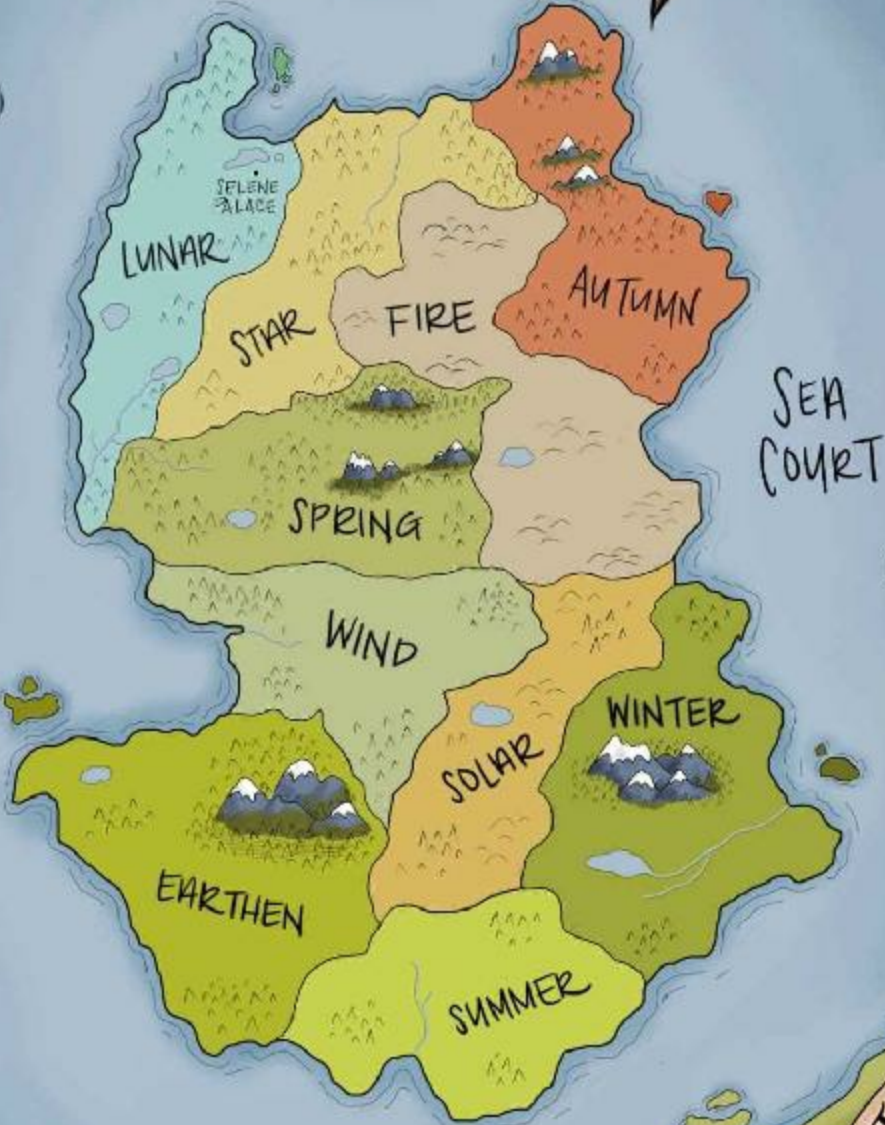 SELENE
PALACE
LUNAR
STAR
FIRE
AUTUMN
SEA
COURT
SPRING
WIND
WINTER
SOLAR
EARTHEN
SUMMER